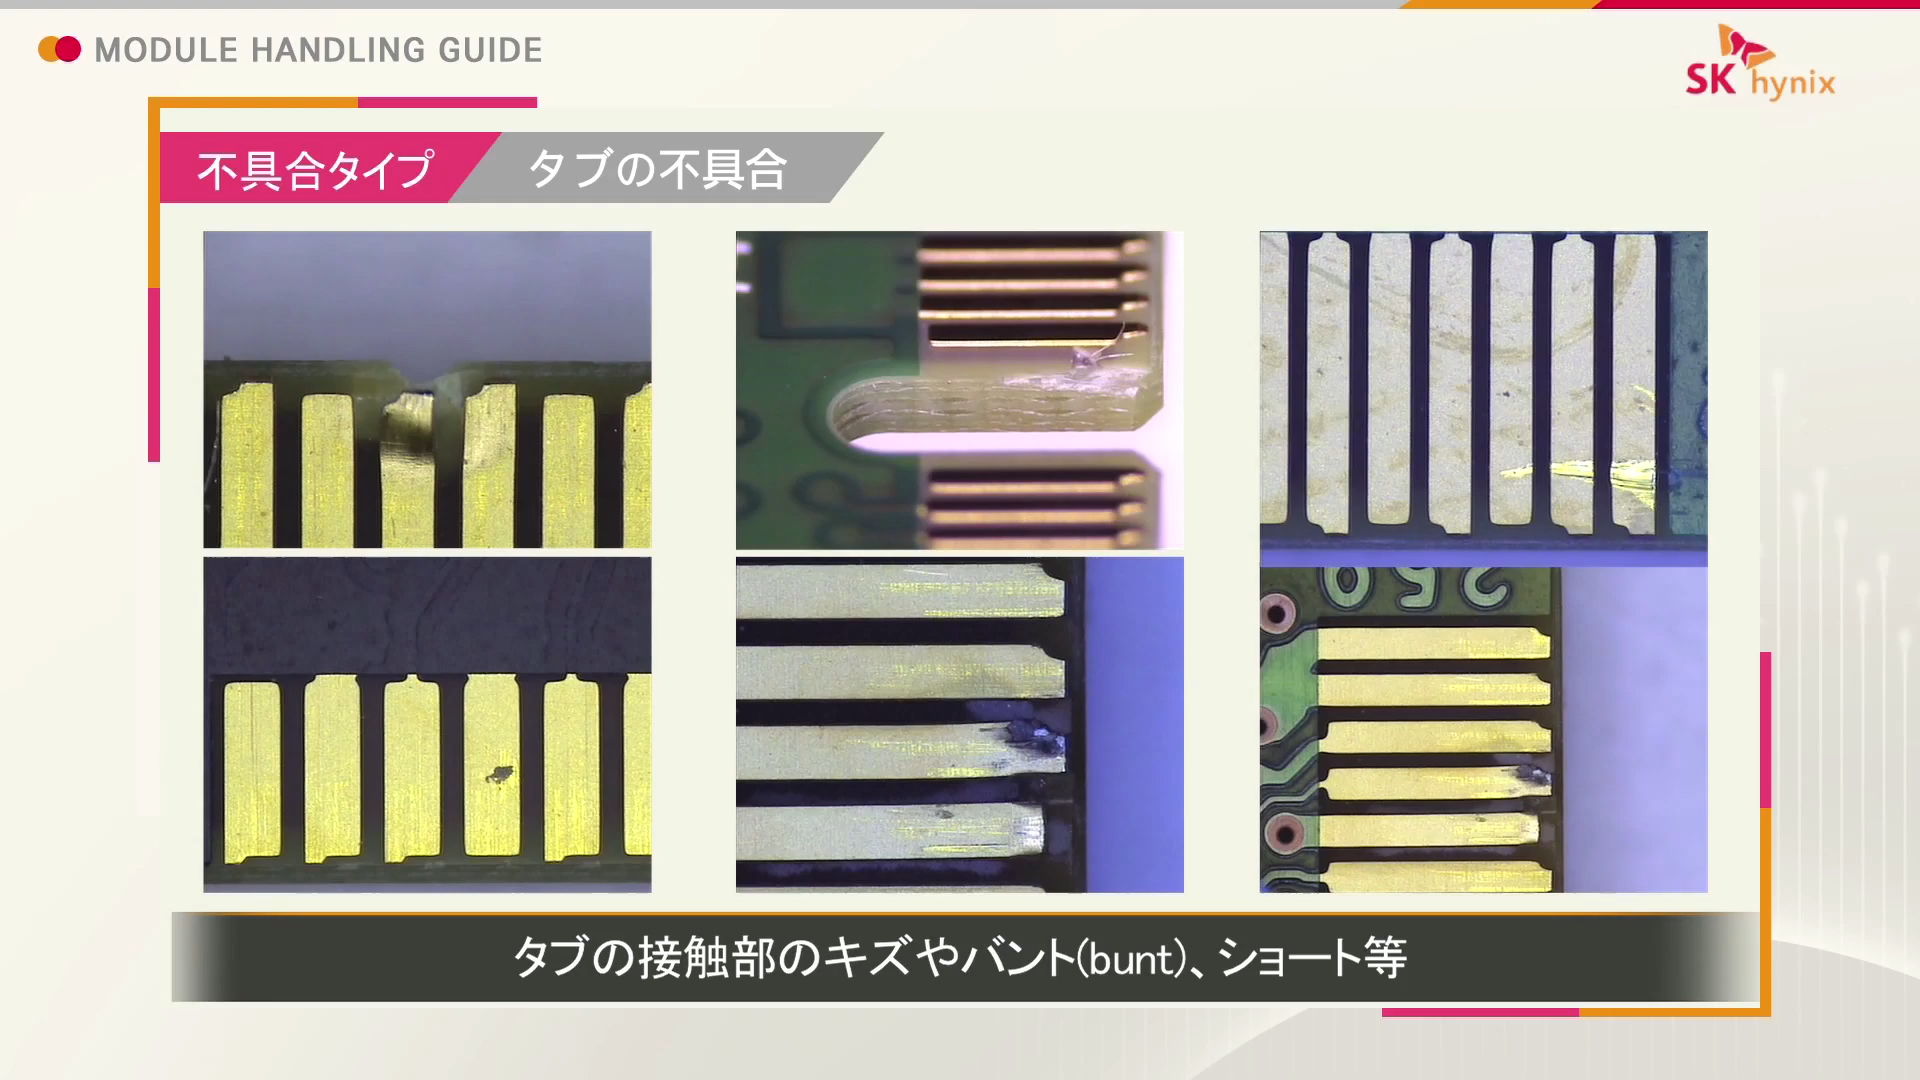 MODULE HANDLING GUIDE
SK hynix
不具合タイプ
タブの不具合
タブの接触部のキズやバント(bunt)、ショート等